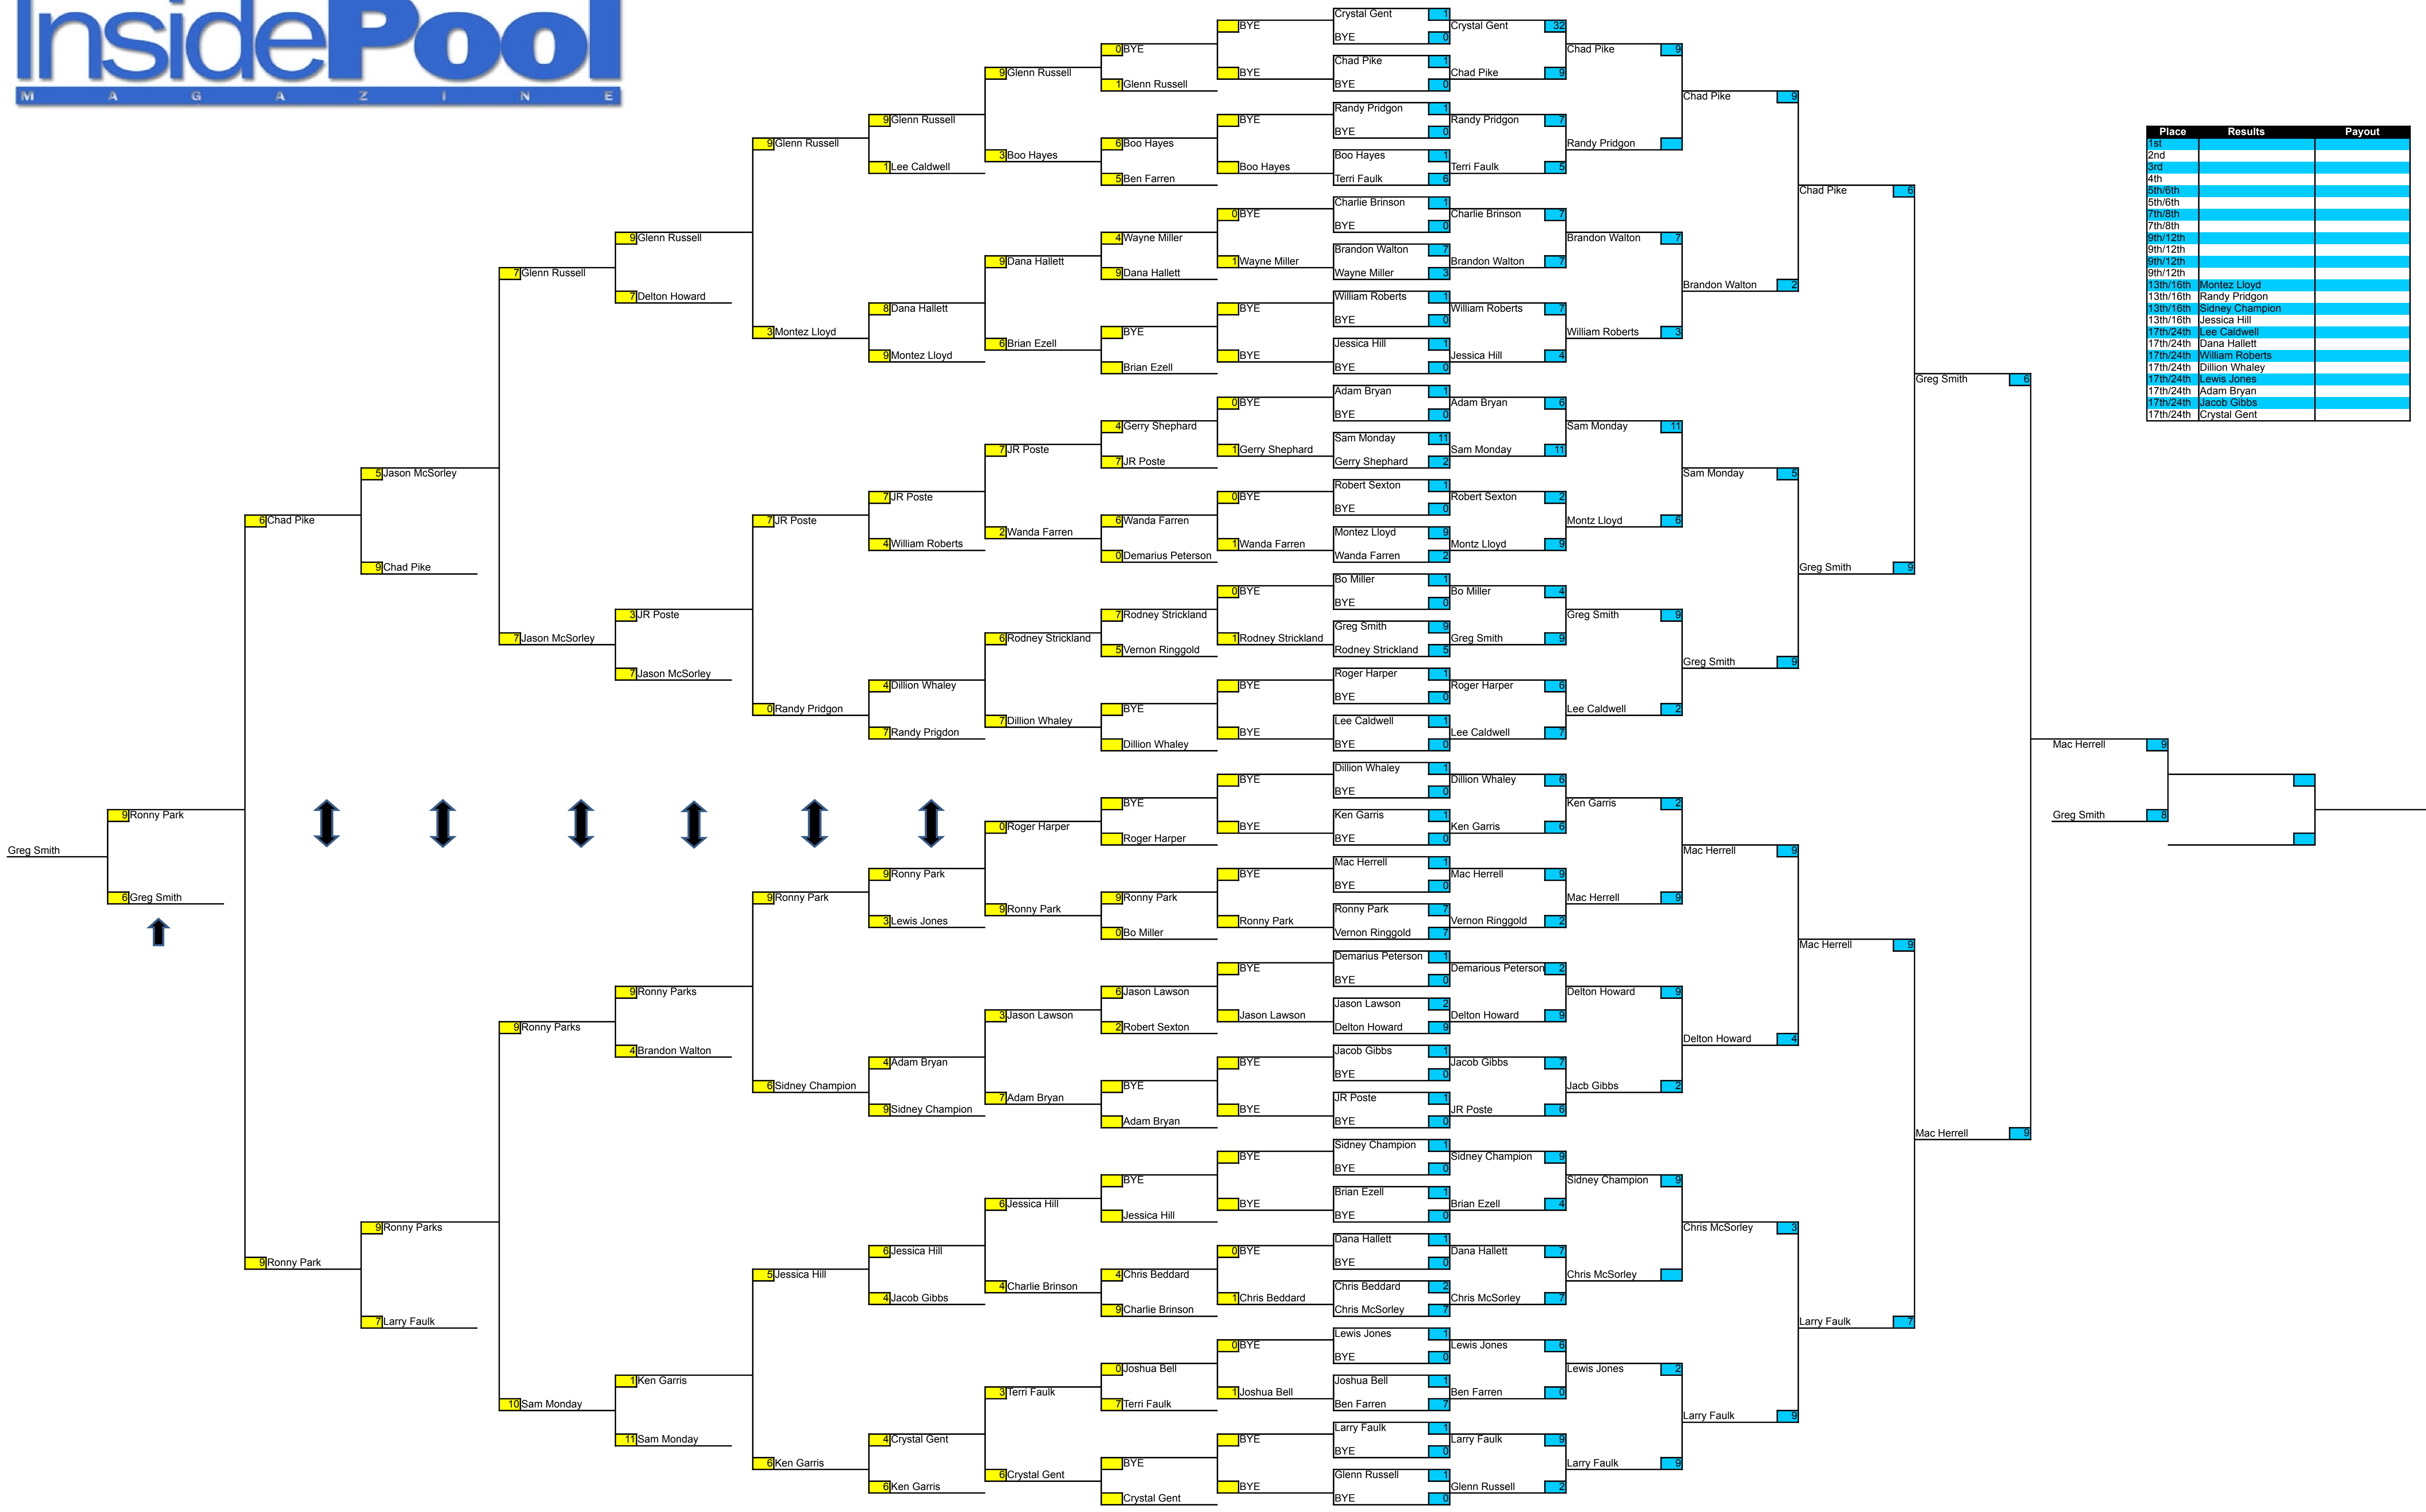 InsidePool
MAGAZINE
Place Results Payout
1st
2nd
3rd
4th
5th/6th
5th/6th
7th/8th
7th/8th
9th/12th
9th/12th
9th/12th
9th/12th
13th/16th Montez Lloyd
13th/16th Randy Pridgon
13th/16th Sidney Champion
13th/16th Jessica Hill
17th/24th Lee Caldwell
17th/24th Dana Hallett
17th/24th William Roberts
17th/24th Dillion Whaley
17th/24th Lewis Jones
17th/24th Adam Bryan
17th/24th Jacob Gibbs
17th/24th Crystal Gent
Greg Smith
9 Ronny Park
6 Greg Smith
6 Chad Pike
9 Ronny Park
5 Jason McSorley
9 Chad Pike
9 Ronny Parks
7 Larry Faulk
7 Glenn Russell
7 Jason McSorley
9 Ronny Parks
10 Sam Monday
9 Glenn Russell
7 Delton Howard
3 JR Poste
7 Jason McSorley
9 Ronny Parks
4 Brandon Walton
1 Ken Garris
11 Sam Monday
9 Glenn Russell
3 Montez Lloyd
7 JR Poste
0 Randy Pridgon
9 Ronny Park
6 Sidney Champion
5 Jessica Hill
6 Ken Garris
9 Glenn Russell
1 Lee Caldwell
8 Dana Hallett
9 Montez Lloyd
7 JR Poste
4 William Roberts
4 Dillion Whaley
7 Randy Prigdon
9 Ronny Park
3 Lewis Jones
4 Adam Bryan
9 Sidney Champion
6 Jessica Hill
4 Jacob Gibbs
4 Crystal Gent
6 Ken Garris
9 Glenn Russell
3 Boo Hayes
9 Dana Hallett
6 Brian Ezell
7 JR Poste
2 Wanda Farren
6 Rodney Strickland
7 Dillion Whaley
0 Roger Harper
9 Ronny Park
3 Jason Lawson
7 Adam Bryan
6 Jessica Hill
4 Charlie Brinson
3 Terri Faulk
6 Crystal Gent
0 BYE
1 Glenn Russell
6 Boo Hayes
5 Ben Farren
4 Wayne Miller
9 Dana Hallett
BYE
Brian Ezell
4 Gerry Shephard
7 JR Poste
6 Wanda Farren
0 Demarius Peterson
7 Rodney Strickland
5 Vernon Ringgold
BYE
Dillion Whaley
BYE
Roger Harper
9 Ronny Park
0 Bo Miller
6 Jason Lawson
2 Robert Sexton
BYE
Adam Bryan
BYE
Jessica Hill
4 Chris Beddard
9 Charlie Brinson
0 Joshua Bell
7 Terri Faulk
BYE
Crystal Gent
BYE
BYE
BYE
Boo Hayes
0 BYE
1 Wayne Miller
BYE
BYE
0 BYE
1 Gerry Shephard
0 BYE
1 Wanda Farren
0 BYE
1 Rodney Strickland
BYE
BYE
BYE
BYE
BYE
Ronny Park
BYE
Jason Lawson
BYE
BYE
BYE
BYE
0 BYE
1 Chris Beddard
0 BYE
1 Joshua Bell
BYE
BYE
Crystal Gent 1
BYE 0
Chad Pike 1
BYE 0
Randy Pridgon 1
BYE 0
Boo Hayes 1
Terri Faulk 6
Charlie Brinson 1
BYE 0
Brandon Walton 7
Wayne Miller 3
William Roberts 1
BYE 0
Jessica Hill 1
BYE 0
Adam Bryan 1
BYE 0
Sam Monday 11
Gerry Shephard 2
Robert Sexton 1
BYE 0
Montez Lloyd 9
Wanda Farren 2
Bo Miller 1
BYE 0
Greg Smith 9
Rodney Strickland 5
Roger Harper 1
BYE 0
Lee Caldwell 1
BYE 0
Dillion Whaley 1
BYE 0
Ken Garris 1
BYE 0
Mac Herrell 1
BYE 0
Ronny Park 7
Vernon Ringgold 7
Demarius Peterson 1
BYE 0
Jason Lawson 2
Delton Howard 9
Jacob Gibbs 1
BYE 0
JR Poste 1
BYE 0
Sidney Champion 1
BYE 0
Brian Ezell 1
BYE 0
Dana Hallett 1
BYE 0
Chris Beddard 2
Chris McSorley 7
Lewis Jones 1
BYE 0
Joshua Bell 1
Ben Farren 7
Larry Faulk 1
BYE 0
Glenn Russell 1
BYE 0
Crystal Gent 32
Chad Pike 9
Randy Pridgon 7
Terri Faulk 5
Charlie Brinson 7
Brandon Walton 7
William Roberts 7
Jessica Hill 4
Adam Bryan 6
Sam Monday 11
Robert Sexton 2
Montz Lloyd 9
Bo Miller 4
Greg Smith 9
Roger Harper 6
Lee Caldwell 7
Dillion Whaley 6
Ken Garris 6
Mac Herrell 9
Vernon Ringgold 2
Demarious Peterson 2
Delton Howard 9
Jacob Gibbs 7
JR Poste 6
Sidney Champion 9
Brian Ezell 4
Dana Hallett 7
Chris McSorley 7
Lewis Jones 6
Ben Farren 0
Larry Faulk 9
Glenn Russell 2
Chad Pike 9
Randy Pridgon
Brandon Walton 7
William Roberts 3
Sam Monday 11
Montz Lloyd 6
Greg Smith 9
Lee Caldwell 2
Ken Garris 2
Mac Herrell 9
Delton Howard 9
Jacb Gibbs 2
Sidney Champion 9
Chris McSorley
Lewis Jones 2
Larry Faulk 9
Chad Pike 9
Brandon Walton 2
Sam Monday 5
Greg Smith 9
Mac Herrell 9
Delton Howard 4
Chris McSorley 3
Larry Faulk 9
Chad Pike 6
Greg Smith 9
Mac Herrell 9
Larry Faulk 7
Greg Smith 6
Mac Herrell 9
Mac Herrell 9
Greg Smith 8